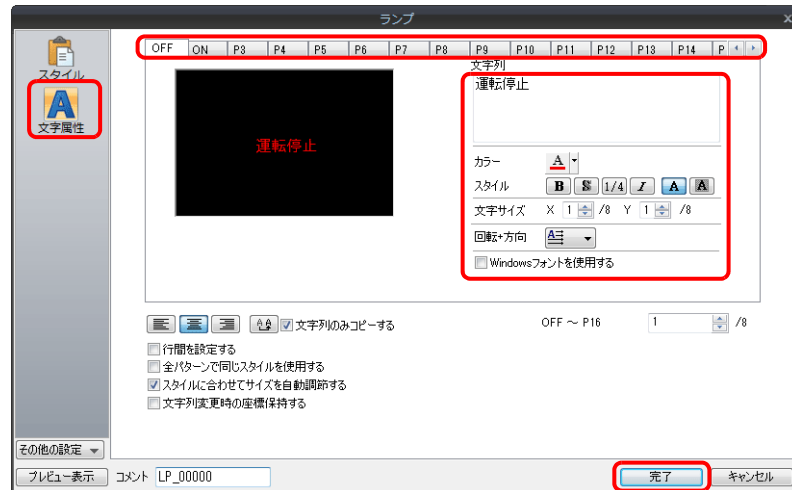 ランプ
x
スタイル
文字属性
OFF ON P3 P4 P5 P6 P7 P8 P9 P10 P11 P12 P13 P14 P
文字列
運転停止
運転停止
カラー A
スタイル B S 1/4 I A A
文字サイズ X 1 /8 Y 1 /8
回転+方向 A
Windowsフォントを使用する
文字列のみコピーする OFF ~ P16 1 /8
行間を設定する
全パターンで同じスタイルを使用する
スタイルに合わせてサイズを自動調節する
文字列変更時の座標保持する
その他の設定
プレビュー表示 コメント LP_00000 完了 キャンセル